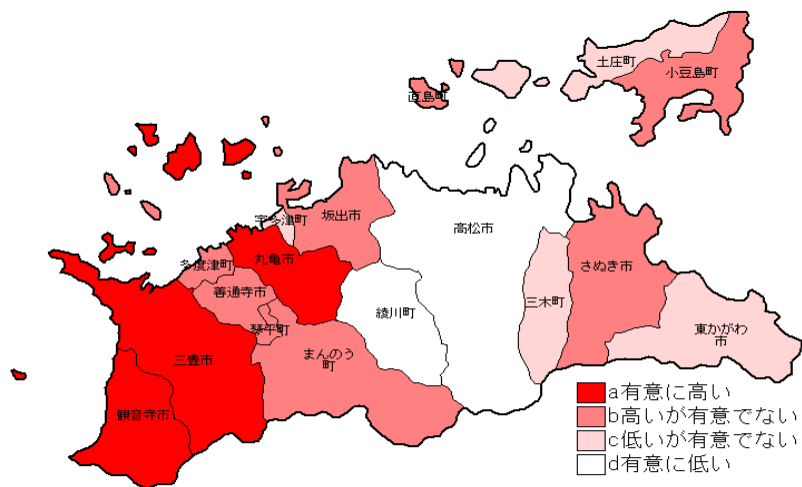 土庄町
小豆島町
直島町
宇多津町
坂出市
高松市
多度津町
丸亀市
さぬき市
善通寺市
綾川町
三木町
琴平町
東かがわ
市
三豊市
まんのう
町
観音寺市
a有意に高い
b高いが有意でない
c低いが有意でない
d有意に低い